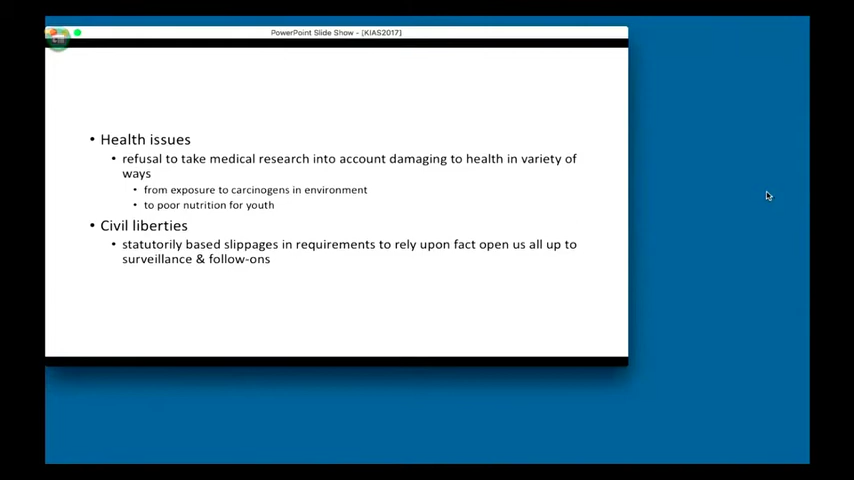 PowerPoint Slide Show - [KIAS2017]
• Health issues
• refusal to take medical research into account damaging to health in variety of
ways
• from exposure to carcinogens in environment
• to poor nutrition for youth
• Civil liberties
• statutorily based slippages in requirements to rely upon fact open us all up to
surveillance & follow-ons